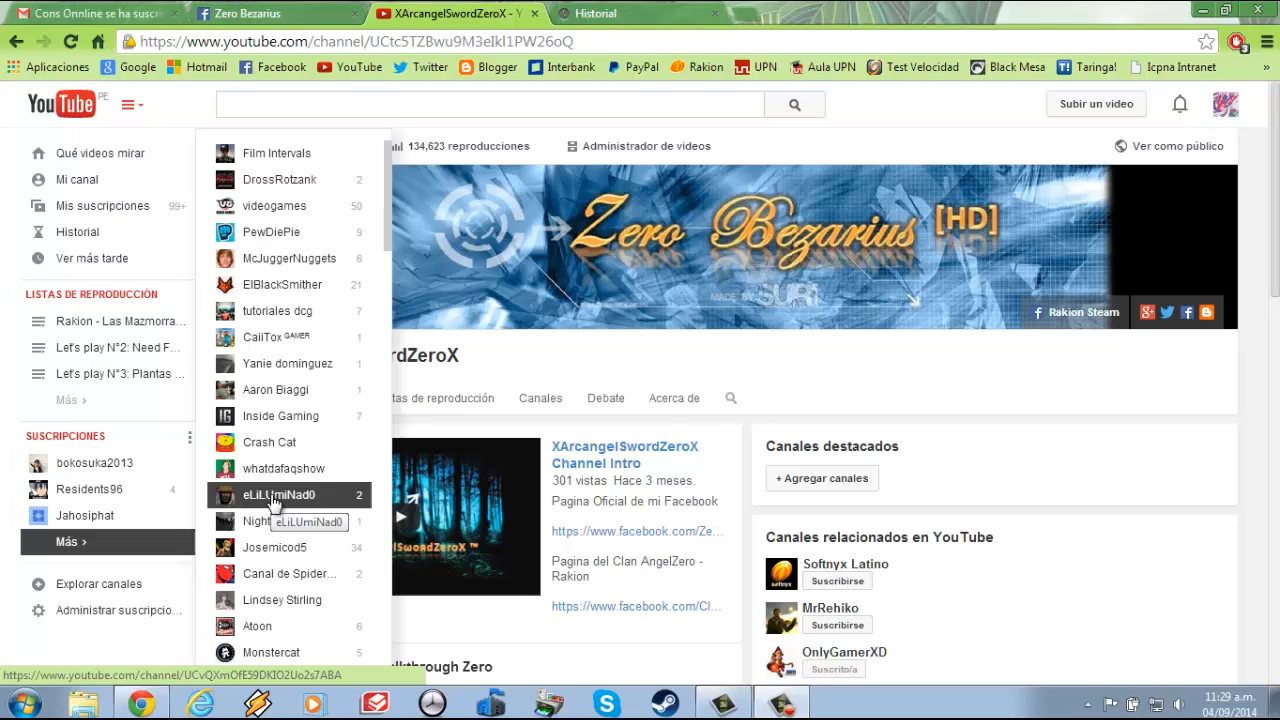 Cons Onnline se ha suscr
Zero Bezarius
XArcangelSwordZeroX - Y
Historial
https://www.youtube.com/channel/UCtc5TZBwu9M3eIkl1PW26oQ
3
Aplicaciones Google Hotmail Facebook YouTube Twitter Blogger Interbank PayPal Rakion UPN Aula UPN Test Velocidad Black Mesa Taringa! Icpna Intranet »
YouTube PE
Subir un video
Qué videos mirar
Mi canal
Mis suscripciones 99+
Historial
Ver más tarde
LISTAS DE REPRODUCCIÓN
Rakion - Las Mazmorra...
Let's play N°2: Need F...
Let's play N°3: Plantas ...
Más ›
SUSCRIPCIONES
bokosuka2013
Residents96 4
Jahosiphat
Más ›
Explorar canales
Administrar suscripcio...
Film Intervals
DrossRotzank 2
videogames 50
PewDiePie 9
McJuggerNuggets 6
ElBlackSmither 21
tutoriales dcg 7
CaiiTox GAMER 1
Yanie dominguez 1
Aaron Biaggi 1
Inside Gaming 7
Crash Cat
whatdafaqshow
eLiLUmiNad0 2
Night 1
eLiLUmiNad0
Josemicod5 34
Canal de Spider... 2
Lindsey Stirling
Atoon 6
Monstercat 5
134,623 reproducciones
Administrador de videos
Ver como público
Zero Bezarius [HD]
MADE BY SURI
Rakion Steam
rdZeroX
tas de reproducción Canales Debate Acerca de
lSwordZeroX ™
XArcangelSwordZeroX
Channel Intro
301 vistas Hace 3 meses.
Pagina Oficial de mi Facebook
https://www.facebook.com/Ze...
Pagina del Clan AngelZero -
Rakion
https://www.facebook.com/Cl...
lkthrough Zero
Canales destacados
+ Agregar canales
Canales relacionados en YouTube
Softnyx Latino
Suscribirse
MrRehiko
Suscribirse
OnlyGamerXD
Suscrito/a
https://www.youtube.com/channel/UCvQXmOfE59DKIO2Uo2s7ABA
11:29 a.m.
04/09/2014